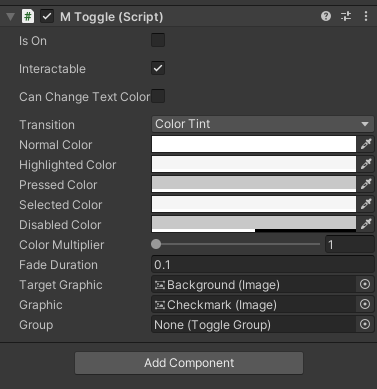 M Toggle (Script)
Is On
Interactable
Can Change Text Color
Transition Color Tint
Normal Color
Highlighted Color
Pressed Color
Selected Color
Disabled Color
Color Multiplier 1
Fade Duration 0.1
Target Graphic Background (Image)
Graphic Checkmark (Image)
Group None (Toggle Group)
Add Component